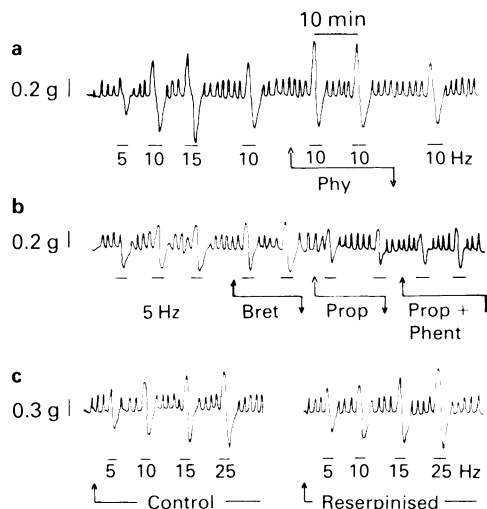 10 min
a
0.2 g
5 10 15 10 10 10 10 Hz
Phy
b
0.2 g
5 Hz Bret Prop Prop +
Phent
c
0.3 g
5 10 15 25 5 10 15 25 Hz
Control Reserpinised